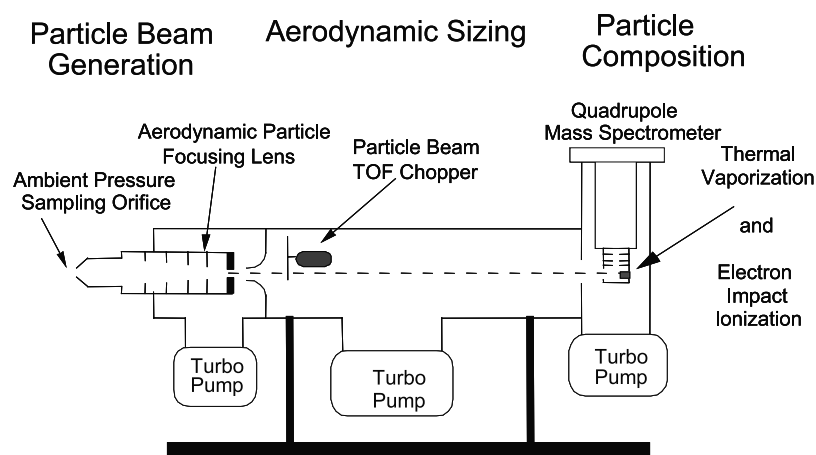 Particle Beam
Generation
Aerodynamic Sizing
Particle
Composition
Quadrupole
Mass Spectrometer
Aerodynamic Particle
Focusing Lens
Particle Beam
TOF Chopper
Thermal
Vaporization
and
Electron
Impact
Ionization
Ambient Pressure
Sampling Orifice
Turbo
Pump
Turbo
Pump
Turbo
Pump